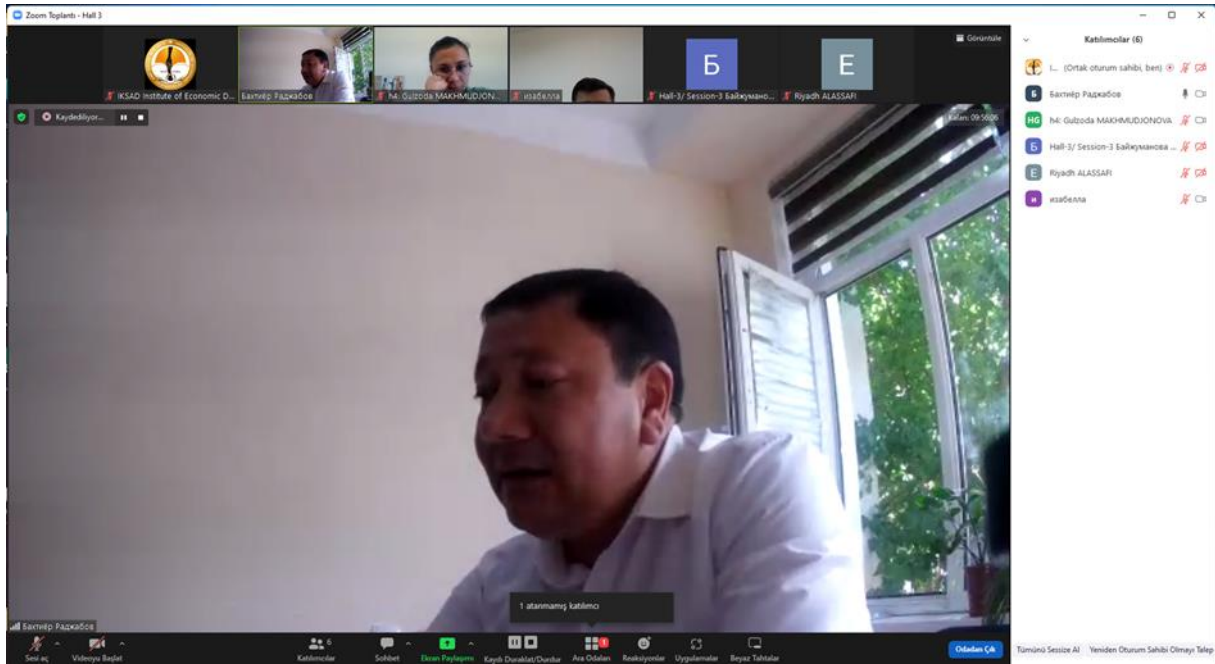 Zoom Toplantı - Hall 3
Görüntüle
Б
E
IKSAD Institute of Economic D...
Бахтиёр Раджабов
h4: Gulzoda MAKHMUDJON...
изабелла
Hall-3/ Session-3 Байжумано...
Riyadh ALASSAFI
Kaydediliyor...
Kalan: 09:56:06
1 atanmamış katılımcı
Бахтиёр Раджабов
Katılımcılar (6)
I... (Ortak oturum sahibi, ben)
Б Бахтиёр Раджабов
HG h4: Gulzoda MAKHMUDJONOVA
Б Hall-3/ Session-3 Байжуманова ...
E Riyadh ALASSAFI
и изабелла
Sesi aç
Videoyu Başlat
6
Katılımcılar
Sohbet
Ekran Paylaşımı
Kaydı Duraklat/Durdur
1
Ara Odaları
Reaksiyonlar
Uygulamalar
Beyaz Tahtalar
Odadan Çık
Tümünü Sessize Al
Yeniden Oturum Sahibi Olmayı Talep